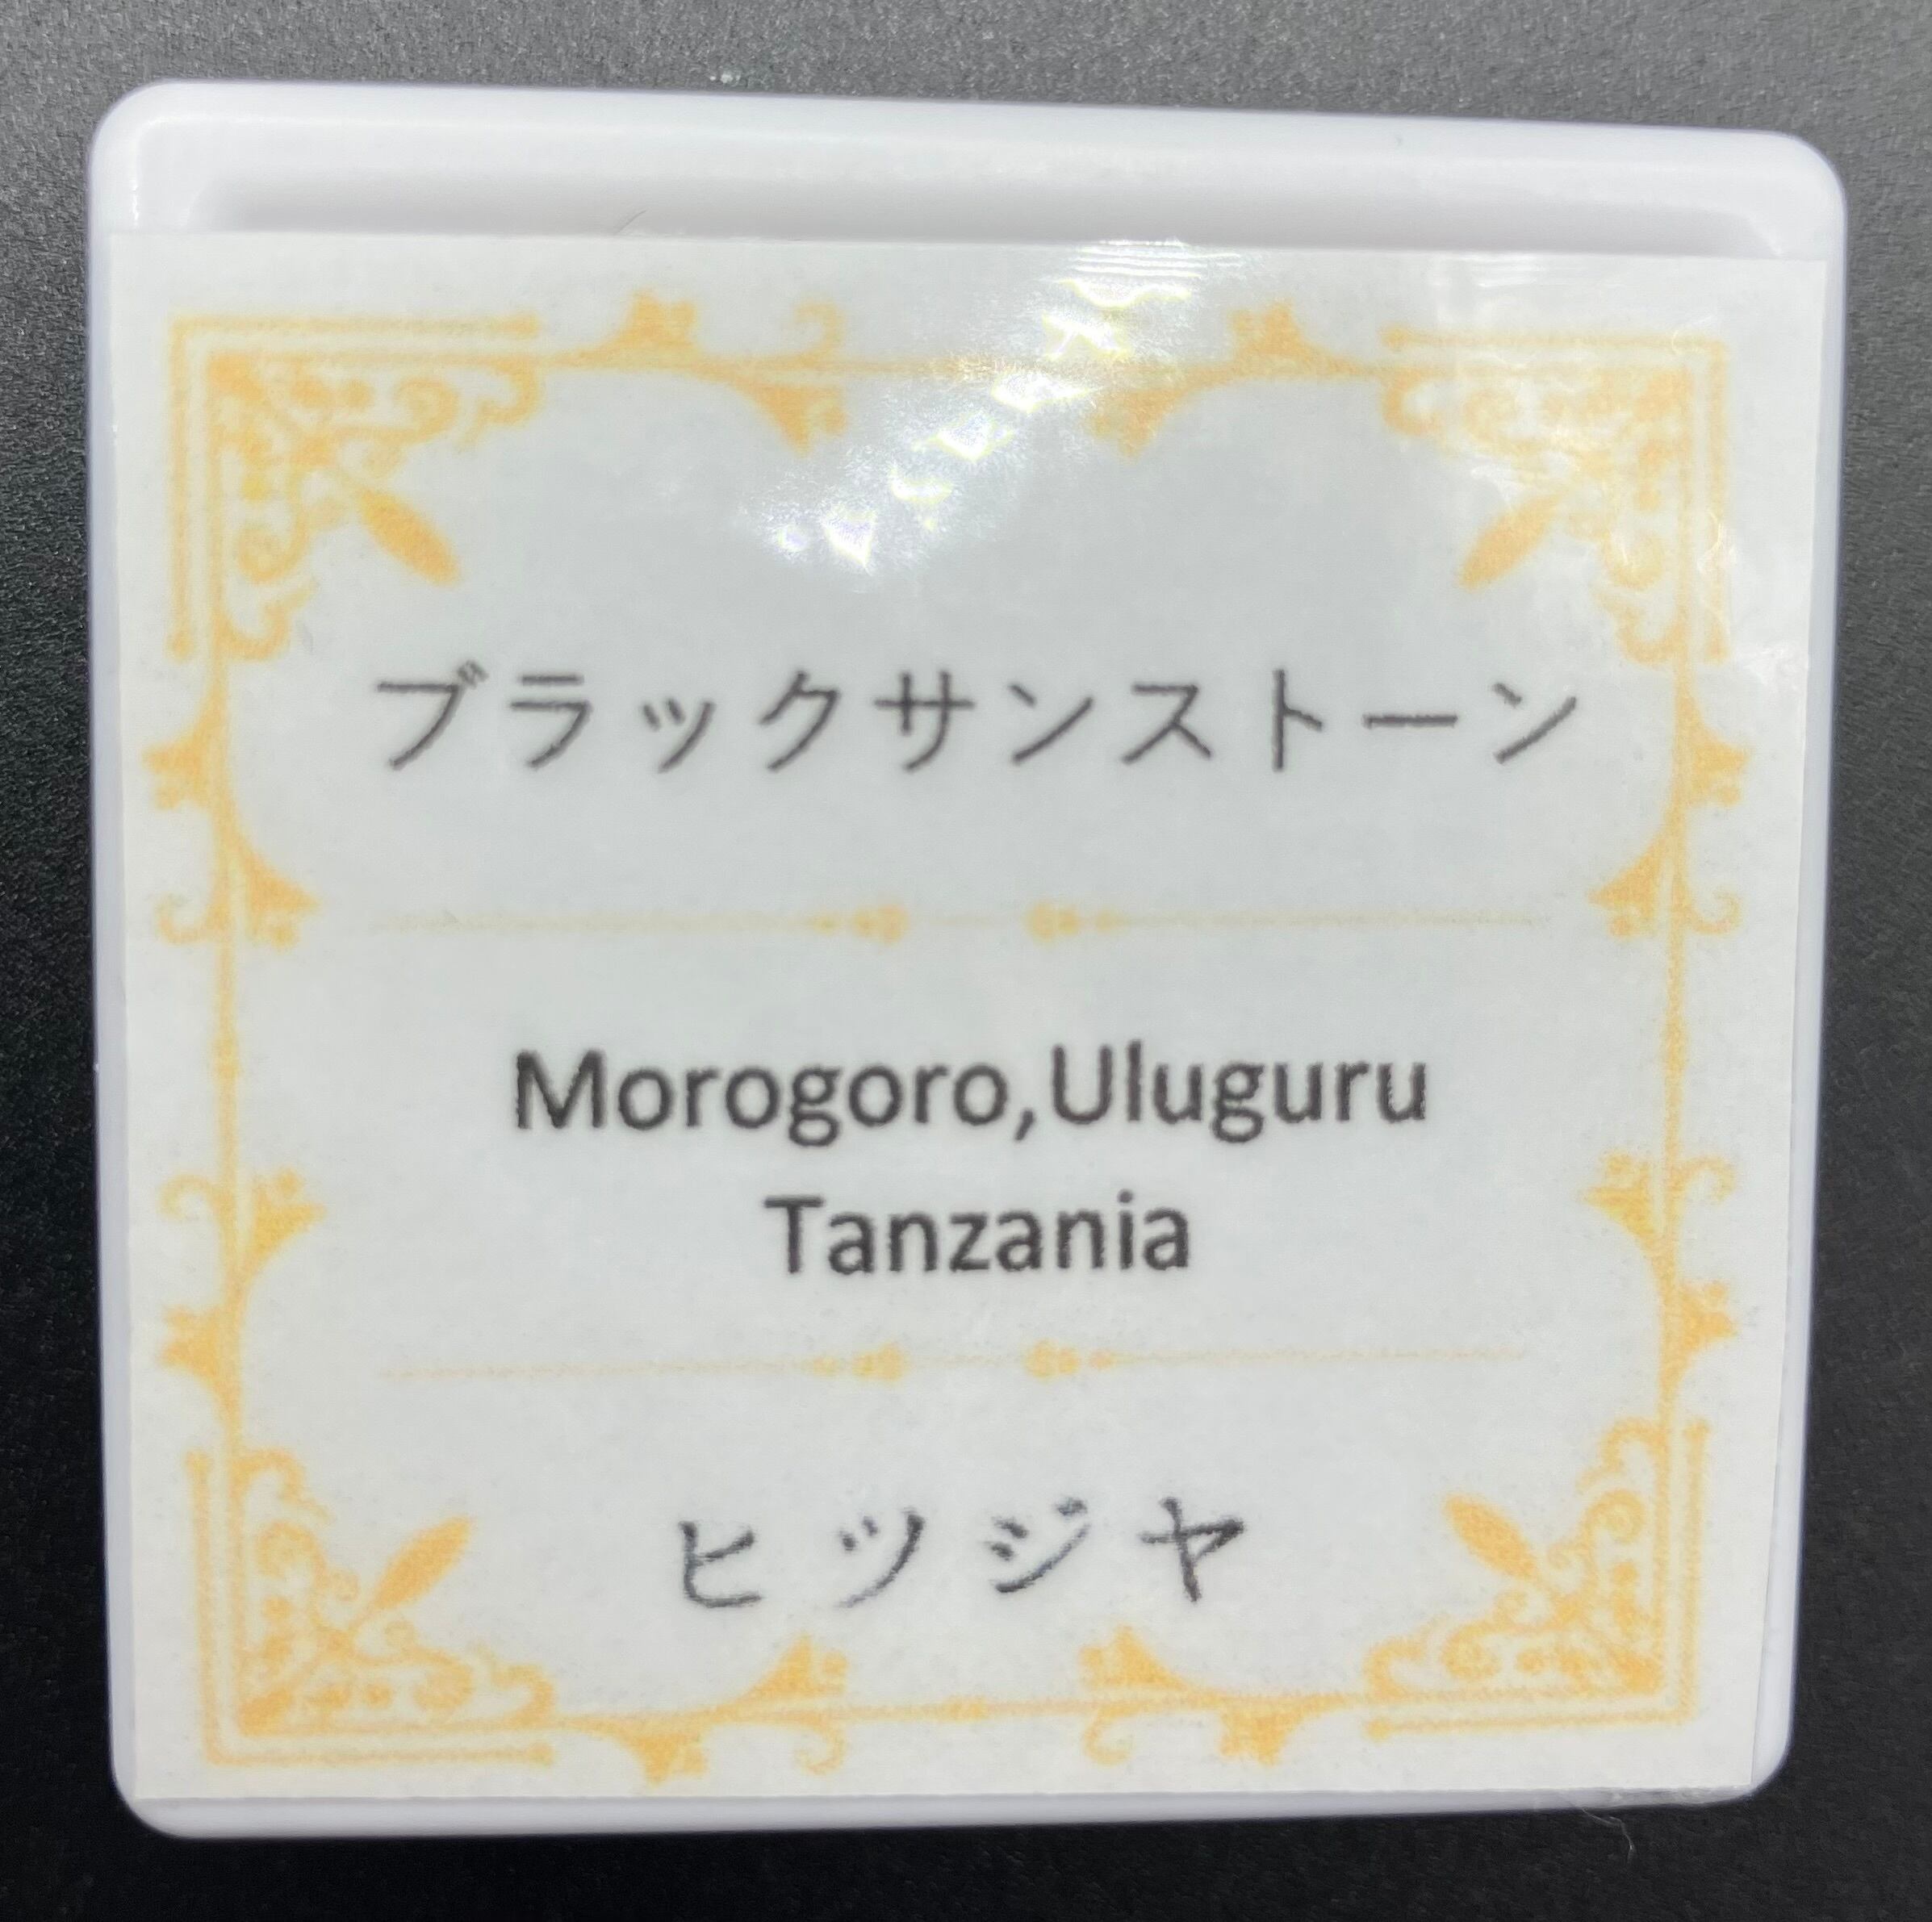 ブラックサンストーン
Morogoro,Uluguru
Tanzania
ヒツジヤ